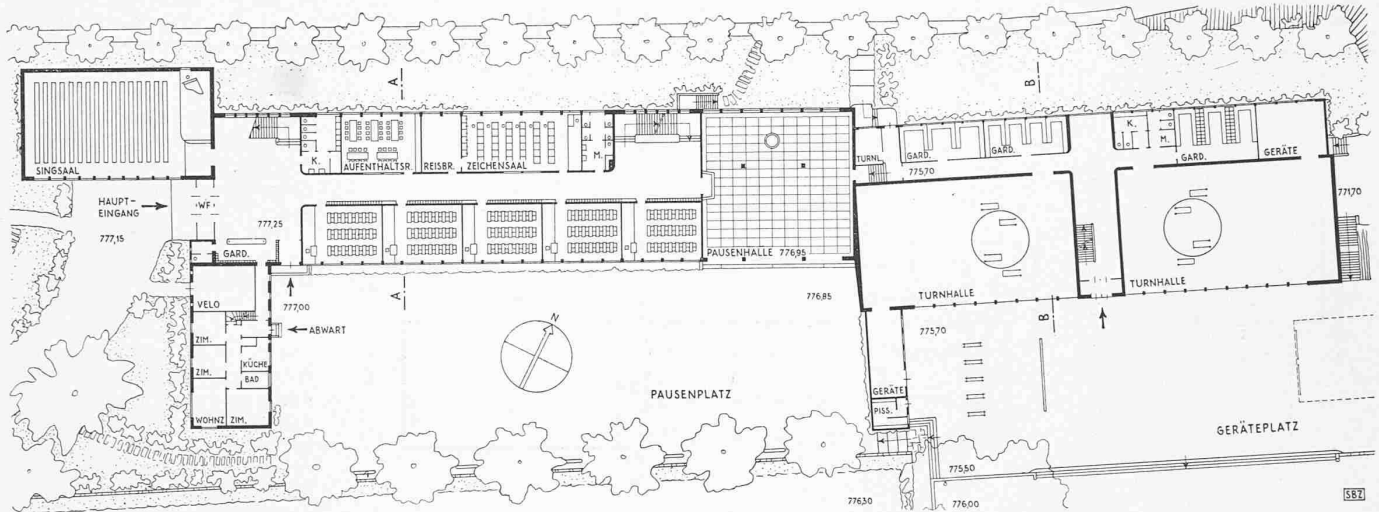 SINGSAAL
HAUPT-
EINGANG
777,15
WF
777,25
GARD.
K.
AUFENTHALTSR.
REISBR.
ZEICHENSAAL
M.
A
A
PAUSENHALLE 776,95
776,85
TURNL.
GARD.
GARD.
775,70
B
B
K.
M.
GARD.
GERÄTE
771,70
TURNHALLE
TURNHALLE
775,70
VELO
777,00
ABWART
ZIM.
ZIM.
KÜCHE
BAD
WOHNZ.
ZIM.
N
PAUSENPLATZ
GERÄTE
PISS.
GERÄTEPLATZ
775,50
776,30
776,00
SBZ